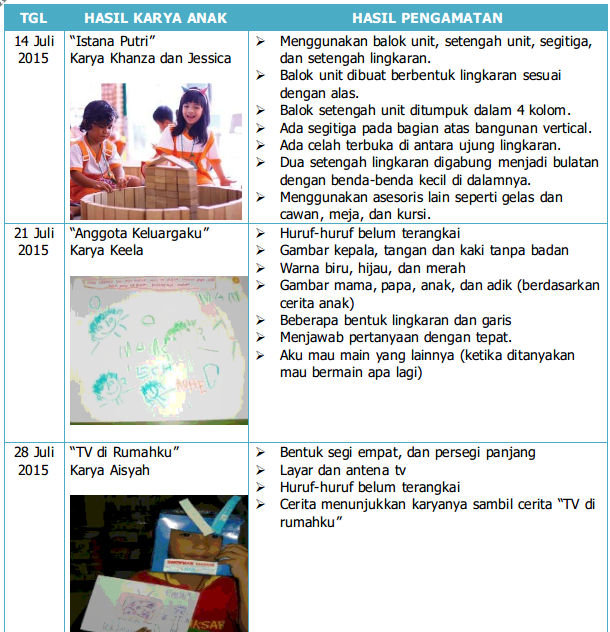 TGL HASIL KARYA ANAK HASIL PENGAMATAN
14 Juli
2015
“Istana Putri”
Karya Khanza dan Jessica
➢ Menggunakan balok unit, setengah unit, segitiga,
dan setengah lingkaran.
➢ Balok unit dibuat berbentuk lingkaran sesuai
dengan alas.
➢ Balok setengah unit ditumpuk dalam 4 kolom.
➢ Ada segitiga pada bagian atas bangunan vertical.
➢ Ada celah terbuka di antara ujung lingkaran.
➢ Dua setengah lingkaran digabung menjadi bulatan
dengan benda-benda kecil di dalamnya.
➢ Menggunakan asesoris lain seperti gelas dan
cawan, meja, dan kursi.
21 Juli
2015
“Anggota Keluargaku”
Karya Keela
➢ Huruf-huruf belum terangkai
➢ Gambar kepala, tangan dan kaki tanpa badan
➢ Warna biru, hijau, dan merah
➢ Gambar mama, papa, anak, dan adik (berdasarkan
cerita anak)
➢ Beberapa bentuk lingkaran dan garis
➢ Menjawab pertanyaan dengan tepat.
➢ Aku mau main yang lainnya (ketika ditanyakan
mau bermain apa lagi)
28 Juli
2015
“TV di Rumahku”
Karya Aisyah
➢ Bentuk segi empat, dan persegi panjang
➢ Layar dan antena tv
➢ Huruf-huruf belum terangkai
➢ Cerita menunjukkan karyanya sambil cerita “TV di
rumahku”